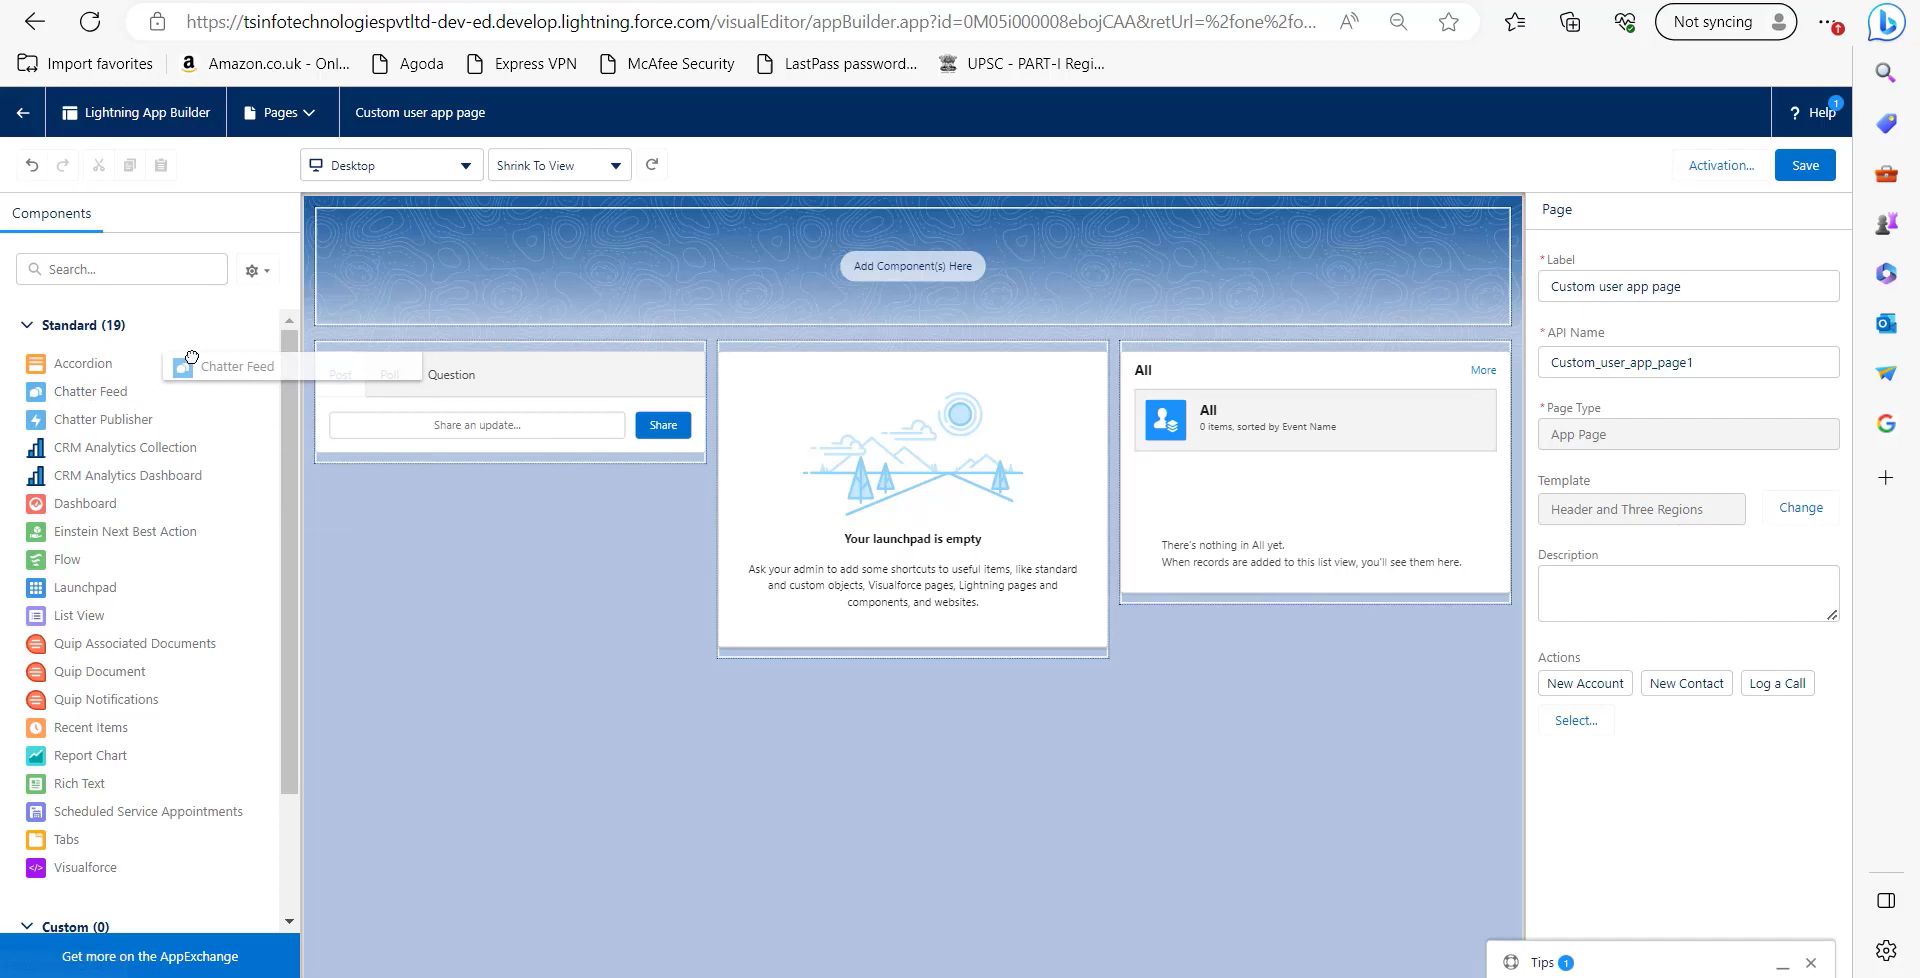 https://tsinfotechnologiespvtltd-dev-ed.develop.lightning.force.com/visualEditor/appBuilder.app?id=0M05i000008ebojCAA&retUrl=%2fone%2fo...
Not syncing
Import favorites
Amazon.co.uk - Onl...
Agoda
Express VPN
McAfee Security
LastPass password...
UPSC - PART-I Regi...
Lightning App Builder
Pages
Custom user app page
? Help
1
Desktop
Shrink To View
Activation...
Save
Components
Search...
Standard (19)
Accordion
Chatter Feed
Chatter Feed
Chatter Publisher
CRM Analytics Collection
CRM Analytics Dashboard
Dashboard
Einstein Next Best Action
Flow
Launchpad
List View
Quip Associated Documents
Quip Document
Quip Notifications
Recent Items
Report Chart
Rich Text
Scheduled Service Appointments
Tabs
Visualforce
Custom (0)
Get more on the AppExchange
Add Component(s) Here
Post
Poll
Question
Share an update...
Share
Your launchpad is empty
Ask your admin to add some shortcuts to useful items, like standard
and custom objects, Visualforce pages, Lightning pages and
components, and websites.
All
More
All
0 items, sorted by Event Name
There's nothing in All yet.
When records are added to this list view, you'll see them here.
Page
* Label
Custom user app page
* API Name
Custom_user_app_page1
* Page Type
App Page
Template
Header and Three Regions
Change
Description
Actions
New Account
New Contact
Log a Call
Select...
Tips 1